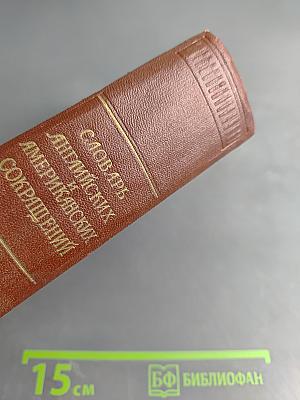 СЛОВАРЬ
АНГЛИЙСКИХ
И
АМЕРИКАНСКИХ
СОКРАЩЕНИЙ
15 см
БФ БИБЛИОФАН